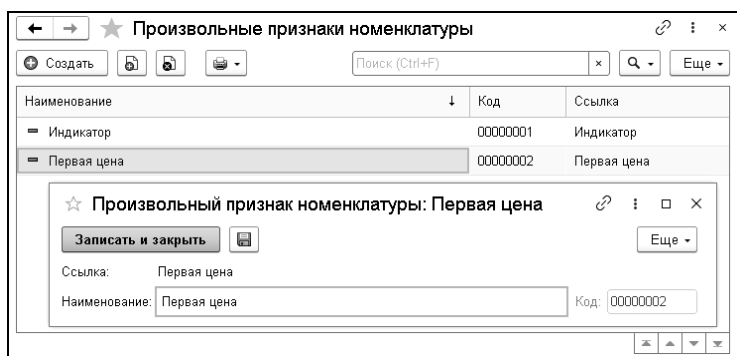 Произвольные признаки номенклатуры
Создать Поиск (Ctrl+F) Еще
Наименование Код Ссылка
Индикатор 00000001 Индикатор
Первая цена 00000002 Первая цена
Произвольный признак номенклатуры: Первая цена
Записать и закрыть Еще
Ссылка: Первая цена
Наименование: Первая цена Код: 00000002